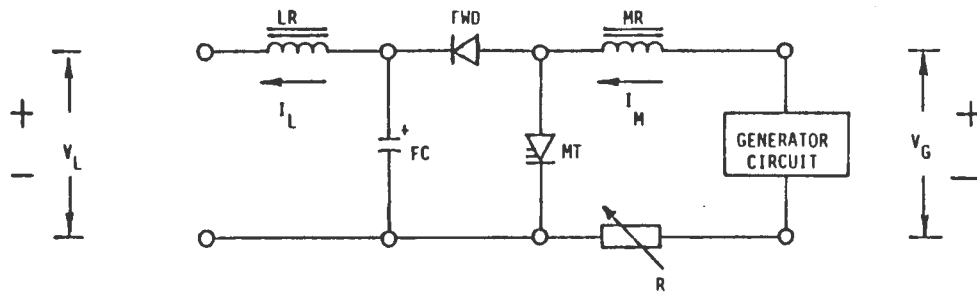 LR
FWD
MR
I L
I M
+
V L
-
+
FC
MT
GENERATOR
CIRCUIT
V G
+
-
R